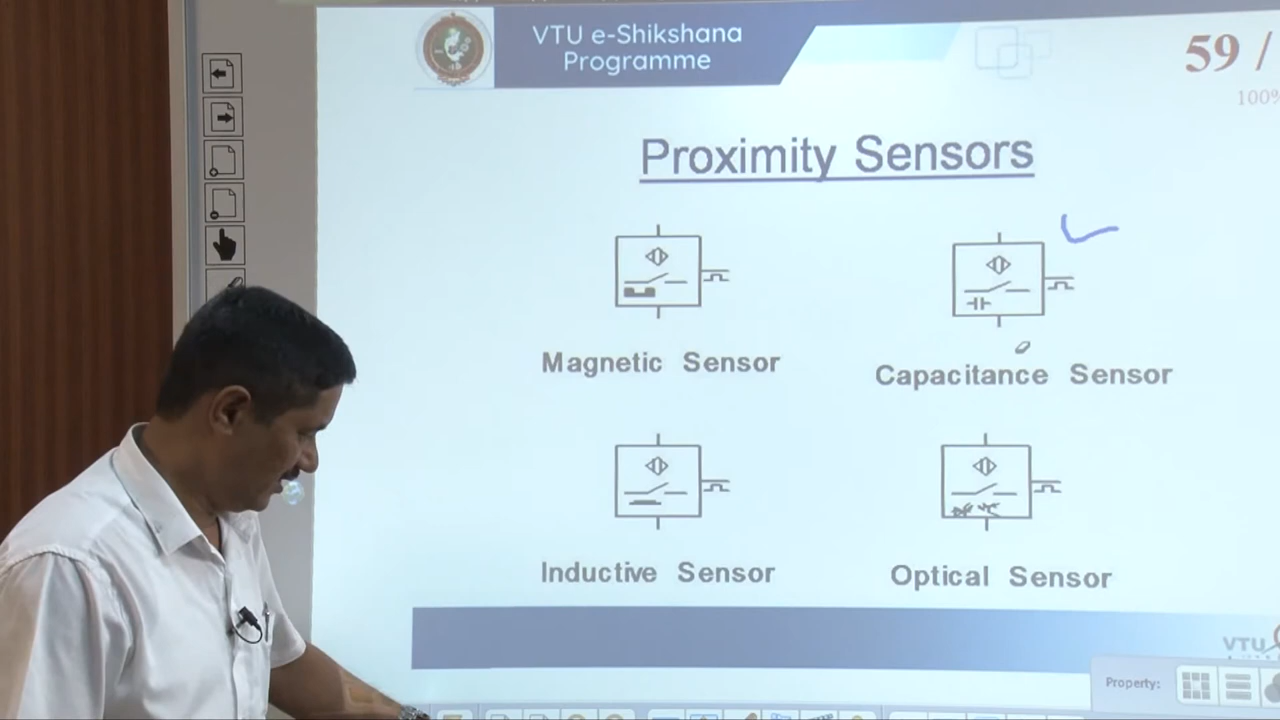 VTU e-Shikshana
Programme
59 /
100%
Proximity Sensors
Magnetic Sensor
Capacitance Sensor
Inductive Sensor
Optical Sensor
VTU
Property: